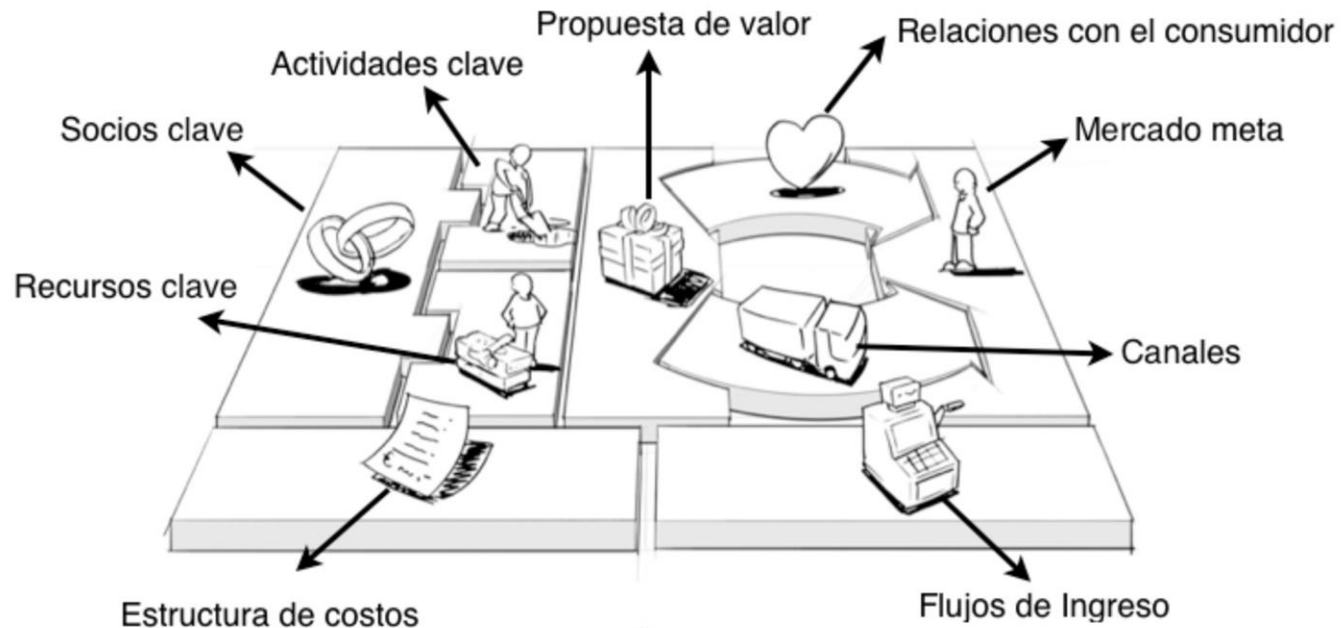 Propuesta de valor
Relaciones con el consumidor
Actividades clave
Socios clave
Mercado meta
Recursos clave
Canales
Estructura de costos
Flujos de Ingreso